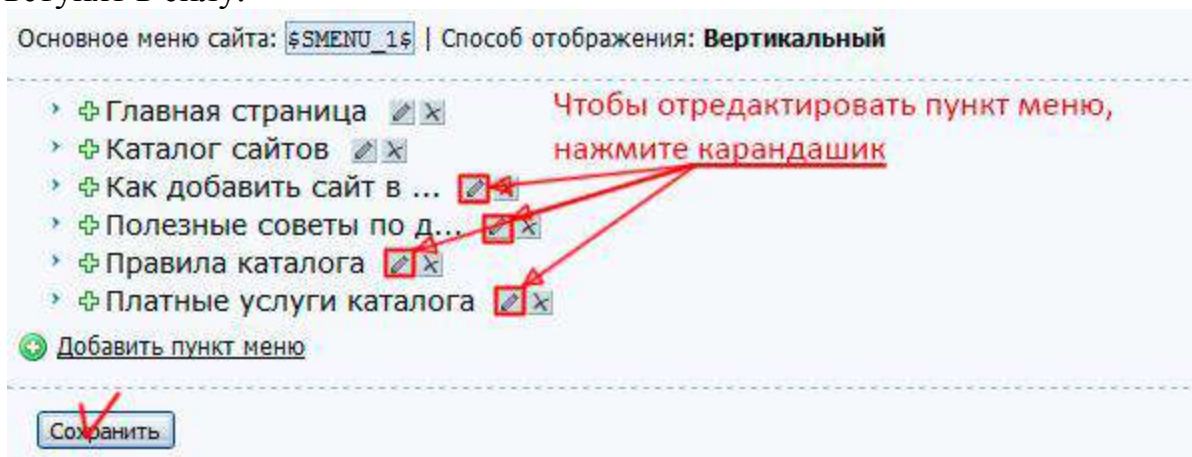 Основное меню сайта: $SMENU_1$ | Способ отображения: Вертикальный
Главная страница
Чтобы отредактировать пункт меню,
Каталог сайтов
нажмите карандашик
Как добавить сайт в ...
Полезные советы по д...
Правила каталога
Платные услуги каталога
Добавить пункт меню
Сохранить